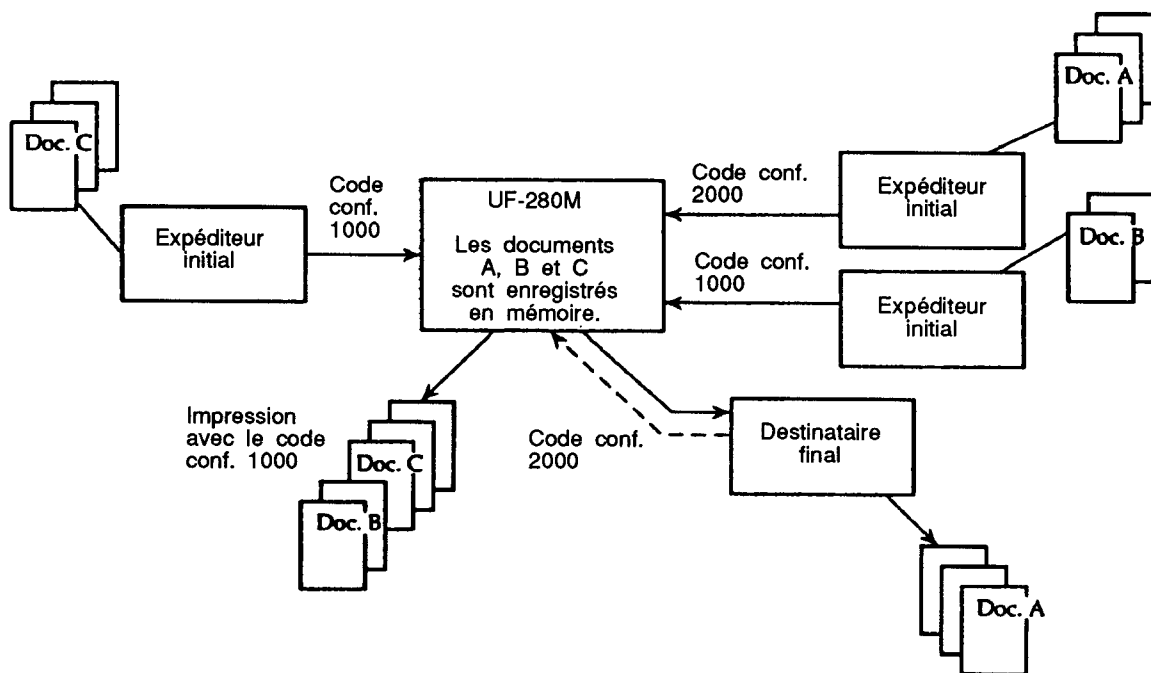 Doc. A
Doc. C
Code
conf.
1000
UF-280M
Les documents
A, B et C
sont enregistrés
en mémoire.
Code conf.
2000
Expéditeur
initial
Expéditeur
initial
Doc. B
Code conf.
1000
Expéditeur
initial
Impression
avec le code
conf. 1000
Doc. C
Doc. B
Code conf.
2000
Destinataire
final
Doc. A